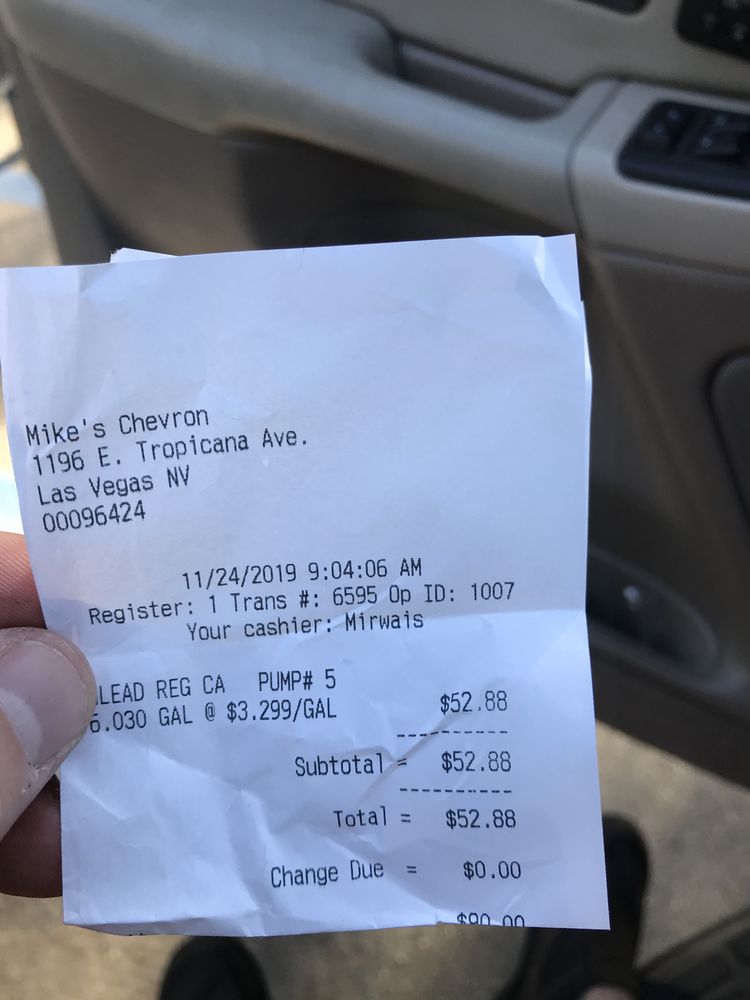 Mike's Chevron
1196 E. Tropicana Ave.
Las Vegas NV
00096424
11/24/2019 9:04:06 AM
Register: 1 Trans #: 6595 Op ID: 1007
Your cashier: Mirwais
LEAD REG CA PUMP# 5
6.030 GAL @ $3.299/GAL $52.88
----------
Subtotal = $52.88
----------
Total = $52.88
Change Due = $0.00